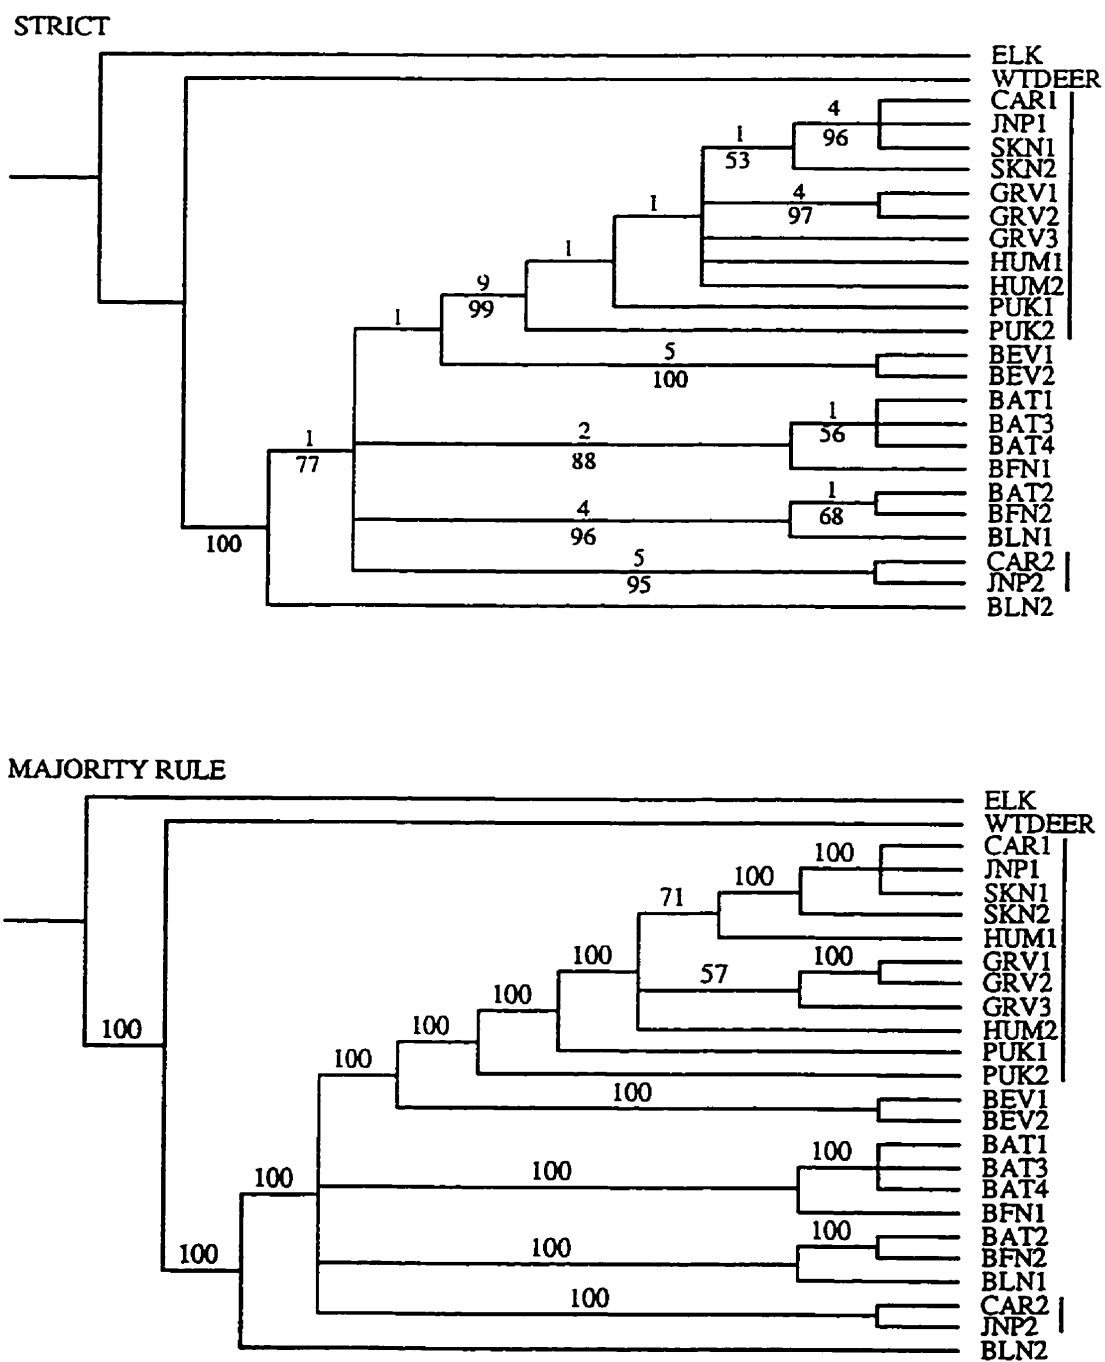 STRICT
ELK
WTDEER
CAR1
4
JNP1
1
96
SKN1
53
SKN2
4
GRV1
1
97
GRV2
GRV3
1
HUM1
9
HUM2
99
PUK1
1
PUK2
5
BEV1
100
BEV2
BAT1
1
BAT3
2
56
1
BAT4
77
88
BFN1
1
BAT2
4
68
BFN2
100
96
BLN1
5
CAR2
95
JNP2
BLN2
MAJORITY RULE
ELK
WTDEER
CAR1
100
JNP1
100
SKN1
71
SKN2
HUM1
100
100
GRV1
57
GRV2
100
GRV3
100
100
HUM2
100
PUK1
PUK2
100
BEV1
BEV2
100
BAT1
100
100
BAT3
BAT4
BFN1
100
BAT2
100
100
BFN2
BLN1
100
CAR2
JNP2
BLN2